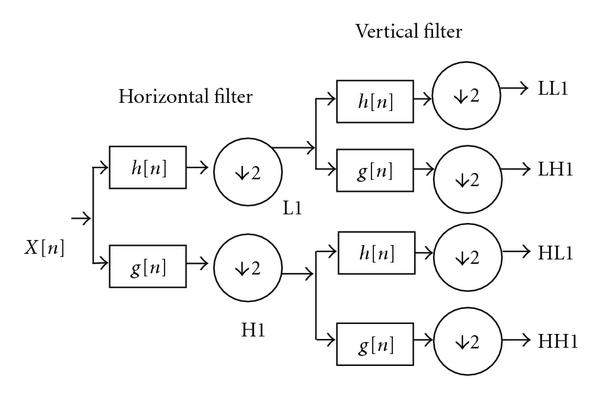 Vertical filter
Horizontal filter
h[n]
↓2
LL1
h[n]
↓2
L1
g[n]
↓2
LH1
X[n]
g[n]
↓2
H1
h[n]
↓2
HL1
g[n]
↓2
HH1